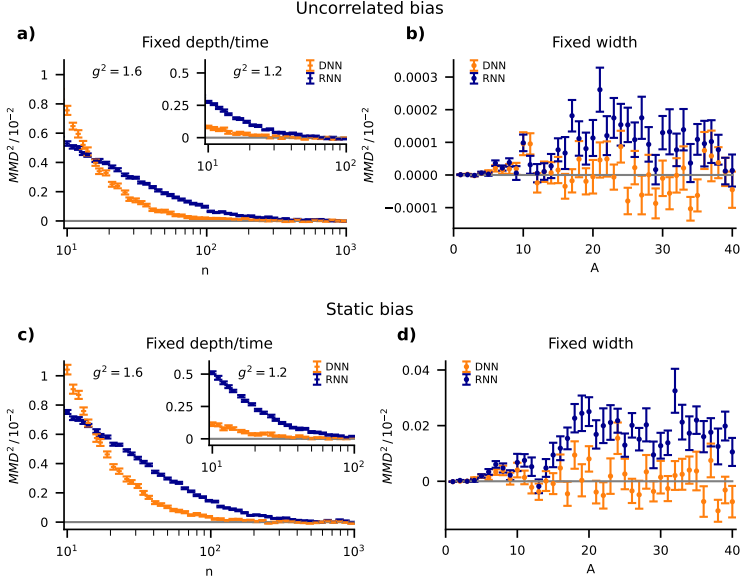 Uncorrelated bias
a)
Fixed depth/time
g² = 1.6
g² = 1.2
DNN
RNN
MMD² / 10⁻²
1
0.8
0.6
0.4
0.2
0
10¹
10²
10³
n
0.5
0.25
0
10¹
10²
b)
Fixed width
DNN
RNN
MMD² / 10⁻²
0.0003
0.0002
0.0001
0.0000
−0.0001
0
10
20
30
40
A
Static bias
c)
Fixed depth/time
g² = 1.6
g² = 1.2
DNN
RNN
MMD² / 10⁻²
1
0.8
0.6
0.4
0.2
0
10¹
10²
10³
n
0.5
0.25
0
10¹
10²
d)
Fixed width
DNN
RNN
MMD² / 10⁻²
0.04
0.02
0
0
10
20
30
40
A